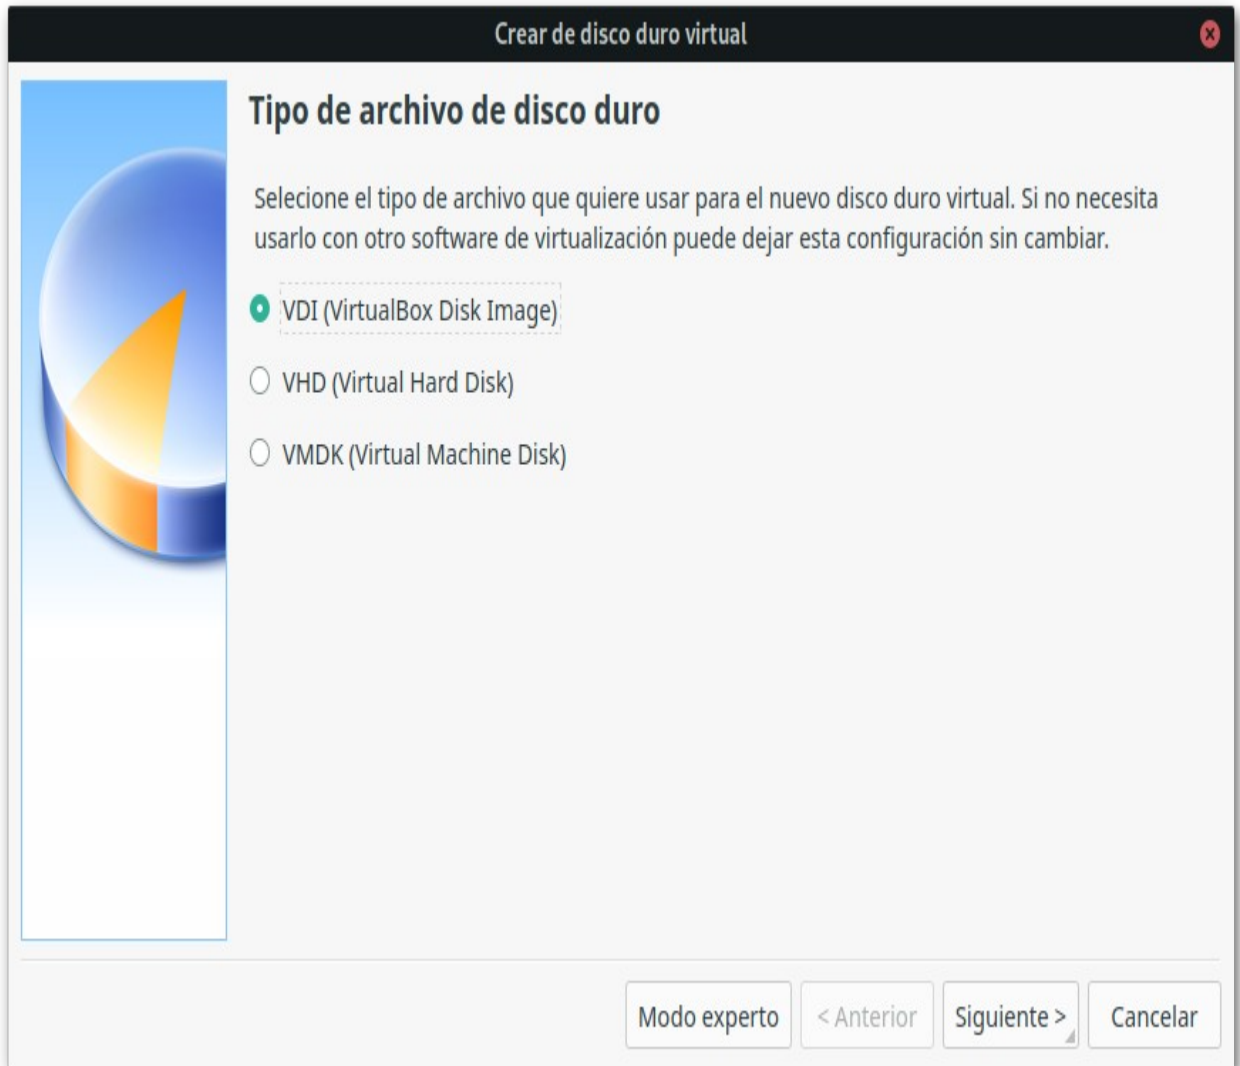 Crear de disco duro virtual
Tipo de archivo de disco duro
Selecione el tipo de archivo que quiere usar para el nuevo disco duro virtual. Si no necesita
usarlo con otro software de virtualización puede dejar esta configuración sin cambiar.
VDI (VirtualBox Disk Image)
VHD (Virtual Hard Disk)
VMDK (Virtual Machine Disk)
Modo experto < Anterior Siguiente > Cancelar